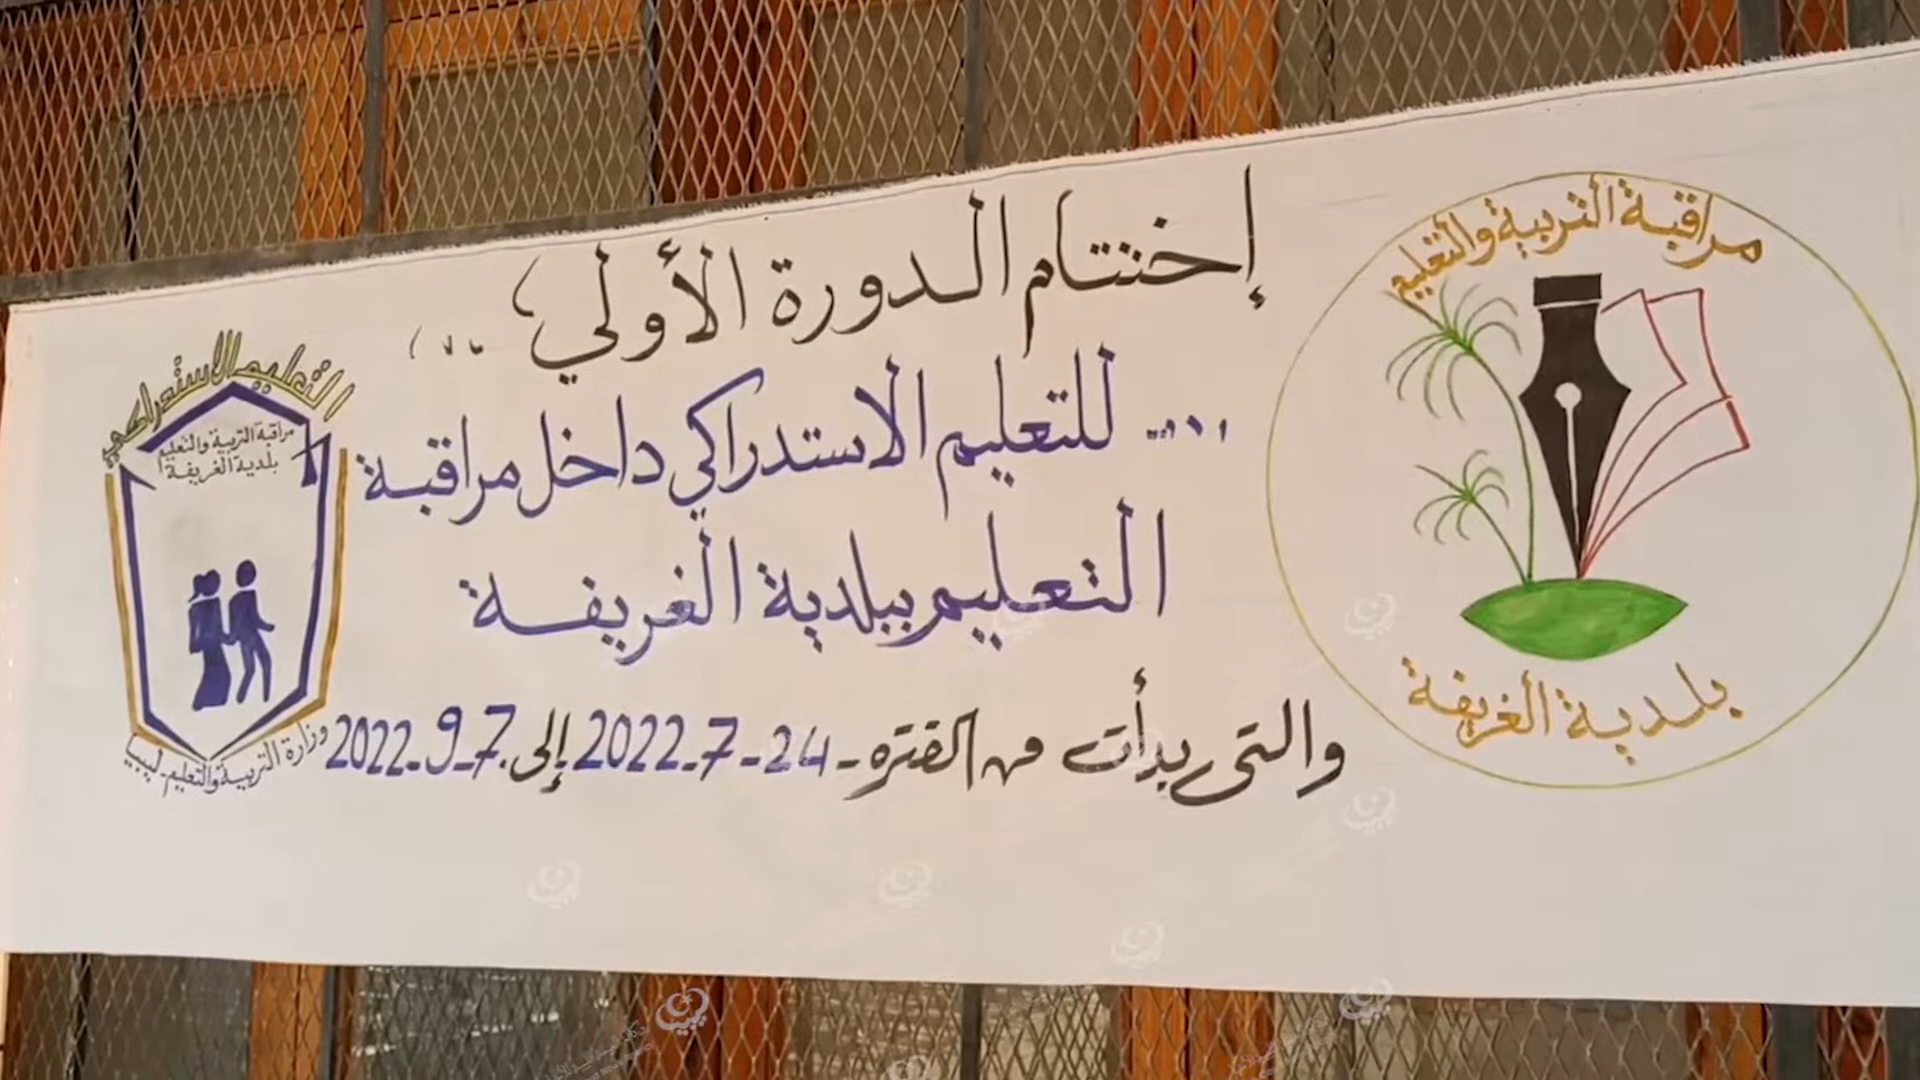 إختتام الدورة الأولي
للتعليم الاستدراكي داخل مراقبة
التعليم ببلدية الغريفة
والتي بدأت من الفتره - 24-7-2022 إلى 7-9-2022
مراقبة التربية والتعليم
بلدية الغريفة
التعليم الاستدراكي
مراقبة التربية والتعليم
بلدية الغريفة
وزارة التربية والتعليم - ليبيا